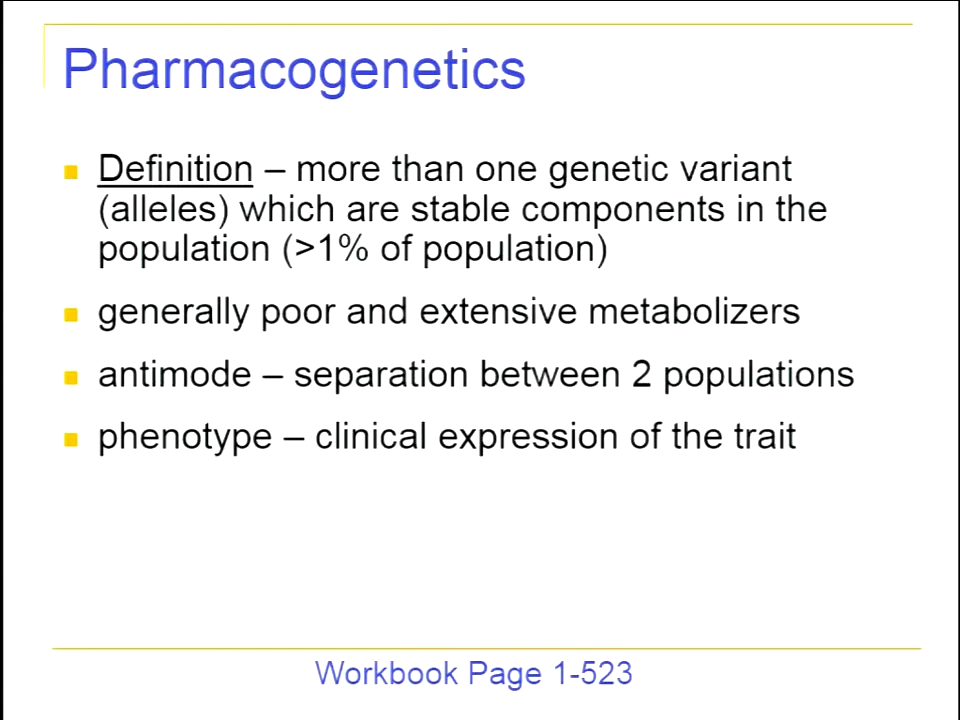 Pharmacogenetics
Definition – more than one genetic variant
(alleles) which are stable components in the
population (>1% of population)
generally poor and extensive metabolizers
antimode – separation between 2 populations
phenotype – clinical expression of the trait
Workbook Page 1-523